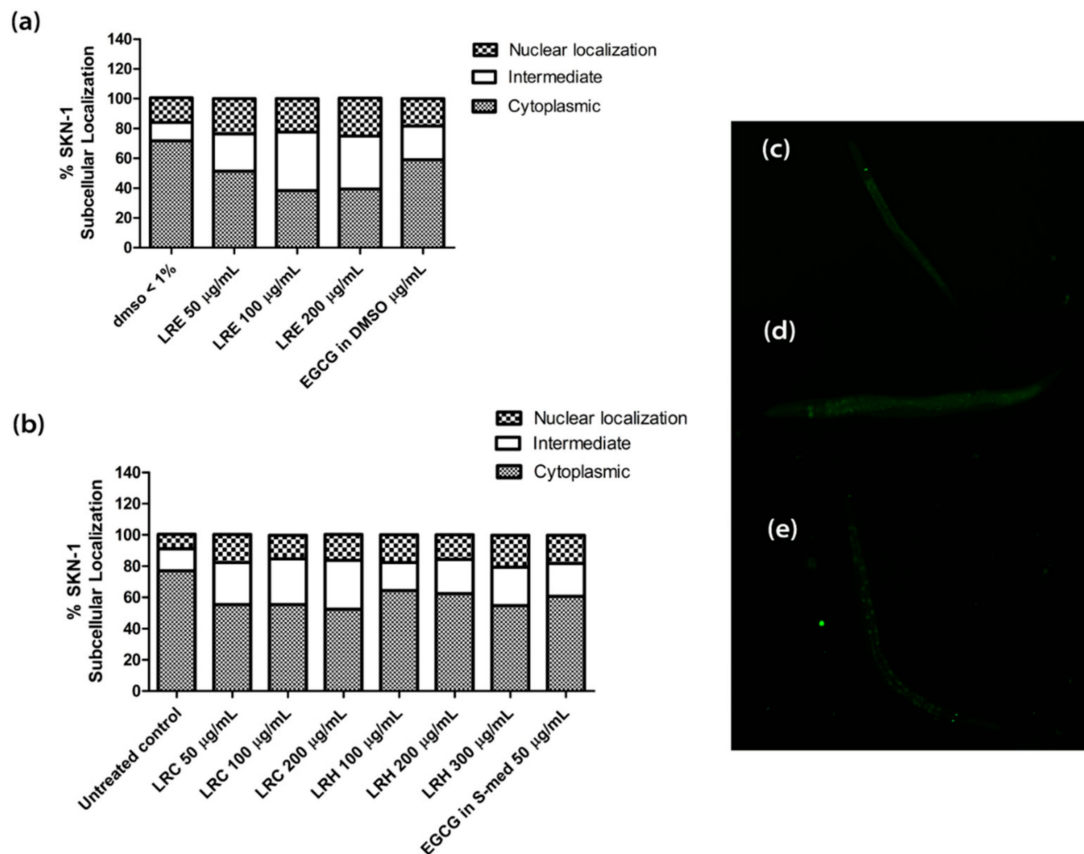 (a)
140
120
100
80
60
40
20
0
% SKN-1
Subcellular Localization
Nuclear localization
Intermediate
Cytoplasmic
dmso < 1%
LRE 50 µg/mL
LRE 100 µg/mL
LRE 200 µg/mL
EGCG in DMSO µg/mL
(b)
140
120
100
80
60
40
20
0
% SKN-1
Subcellular Localization
Nuclear localization
Intermediate
Cytoplasmic
Untreated control
LRC 50 µg/mL
LRC 100 µg/mL
LRC 200 µg/mL
LRH 100 µg/mL
LRH 200 µg/mL
LRH 300 µg/mL
EGCG in S-med 50 µg/mL
(c)
(d)
(e)